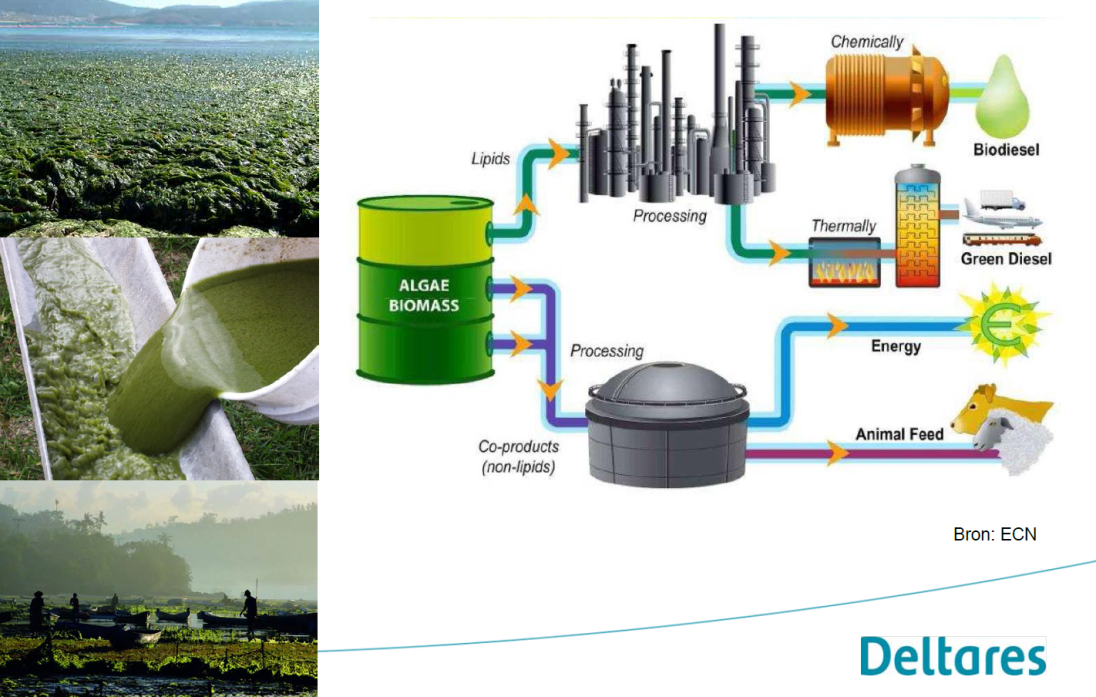 Chemically
Biodiesel
Lipids
Processing
Thermally
Green Diesel
ALGAE
BIOMASS
Processing
Energy
Co-products
(non-lipids)
Animal Feed
Bron: ECN
Deltares